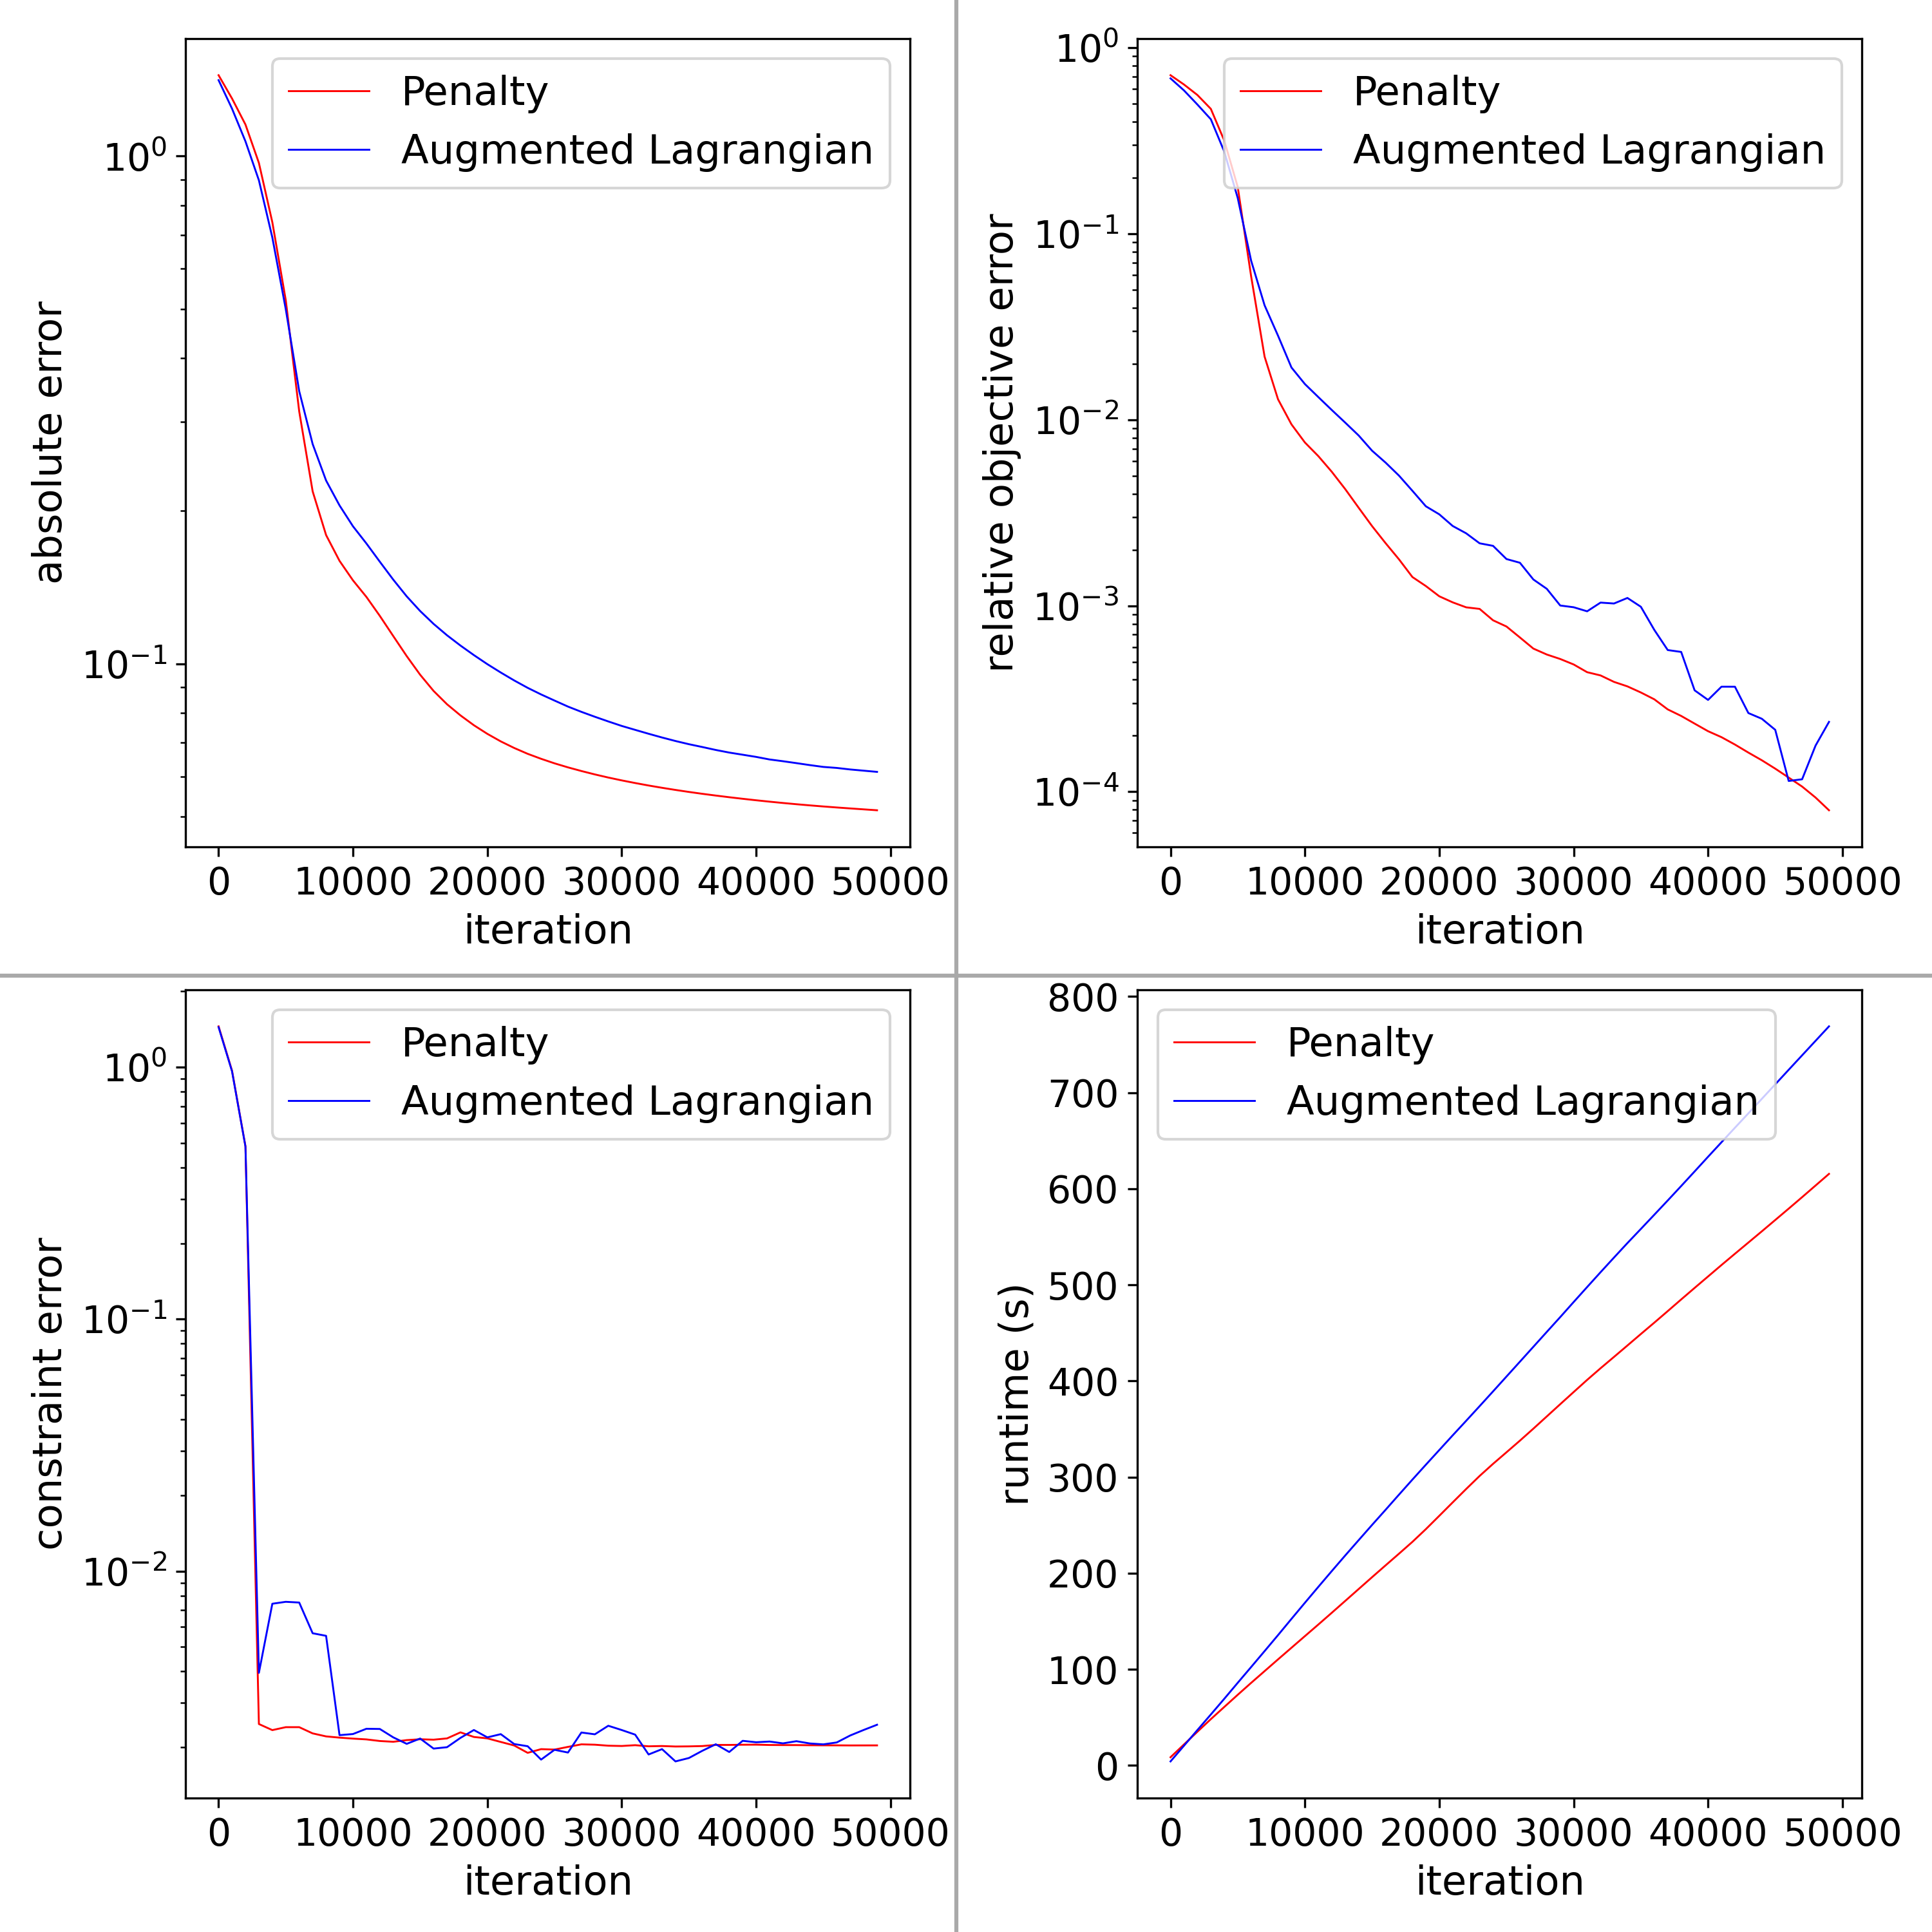 Penalty
Augmented Lagrangian
10⁰
10⁻¹
absolute error
0 10000 20000 30000 40000 50000
iteration
Penalty
Augmented Lagrangian
10⁰
10⁻¹
10⁻²
10⁻³
10⁻⁴
relative objective error
0 10000 20000 30000 40000 50000
iteration
Penalty
Augmented Lagrangian
10⁰
10⁻¹
10⁻²
constraint error
0 10000 20000 30000 40000 50000
iteration
Penalty
Augmented Lagrangian
800
700
600
500
400
300
200
100
0
runtime (s)
0 10000 20000 30000 40000 50000
iteration